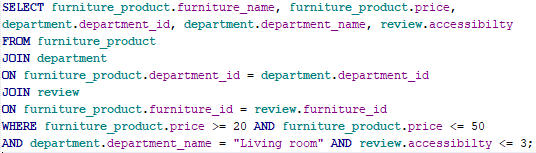 SELECT furniture_product.furniture_name, furniture_product.price,
department.department_id, department.department_name, review.accessibilty
FROM furniture_product
JOIN department
ON furniture_product.department_id = department.department_id
JOIN review
ON furniture_product.furniture_id = review.furniture_id
WHERE furniture_product.price >= 20 AND furniture_product.price <= 50
AND department.department_name = "Living room" AND review.accessibilty <= 3;